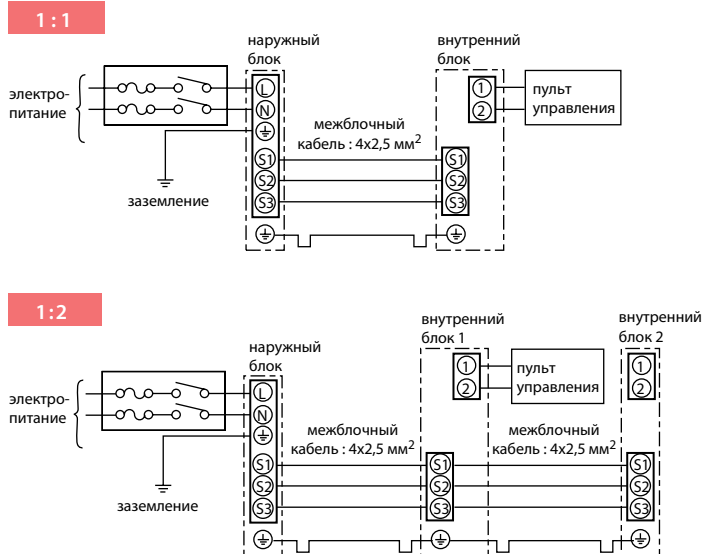 1 : 1
наружный
блок
внутренний
блок
электро-
питание
L
N
1
2
пульт
управления
межблочный
кабель : 4x2,5 мм2
S1
S2
S3
S1
S2
S3
заземление
1:2
наружный
блок
внутренний
блок 1
внутренний
блок 2
электро-
питание
L
N
1
2
пульт
управления
1
2
межблочный
кабель : 4x2,5 мм2
межблочный
кабель : 4x2,5 мм2
S1
S2
S3
S1
S2
S3
S1
S2
S3
заземление